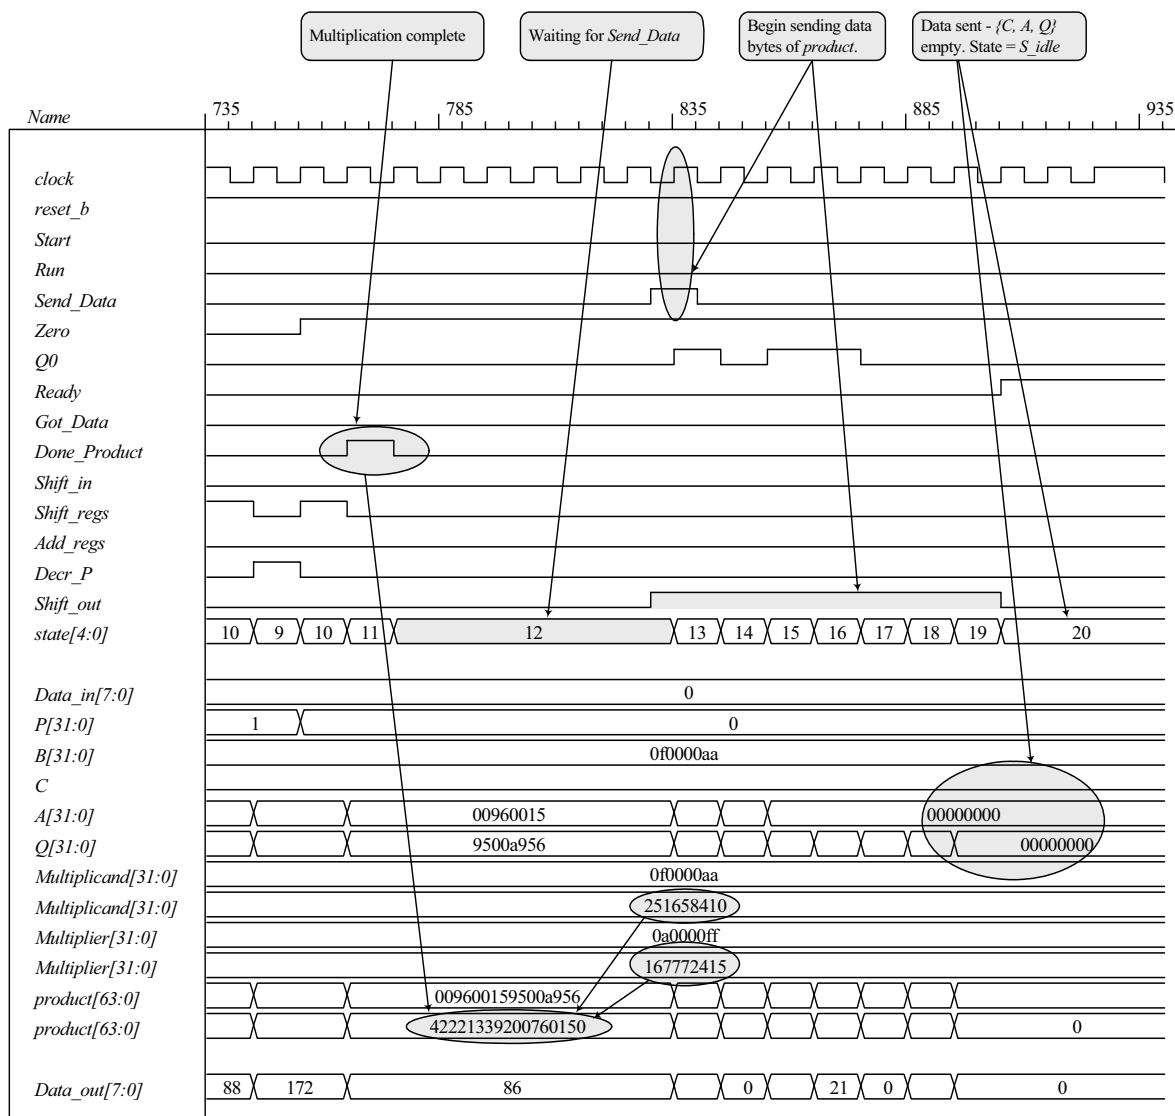 Multiplication complete
Waiting for Send_Data
Begin sending data
bytes of product.
Data sent - {C, A, Q}
empty. State = S_idle
Name 735 785 835 885 935
clock
reset_b
Start
Run
Send_Data
Zero
Q0
Ready
Got_Data
Done_Product
Shift_in
Shift_regs
Add_regs
Decr_P
Shift_out
state[4:0] 10 9 10 11 12 13 14 15 16 17 18 19 20
Data_in[7:0] 0
P[31:0] 1 0
B[31:0] 0f0000aa
C
A[31:0] 00960015 00000000
Q[31:0] 9500a956 00000000
Multiplicand[31:0] 0f0000aa
Multiplicand[31:0] 251658410
Multiplier[31:0] 0a0000ff
Multiplier[31:0] 167772415
product[63:0] 009600159500a956
product[63:0] 42221339200760150 0
Data_out[7:0] 88 172 86 0 21 0 0